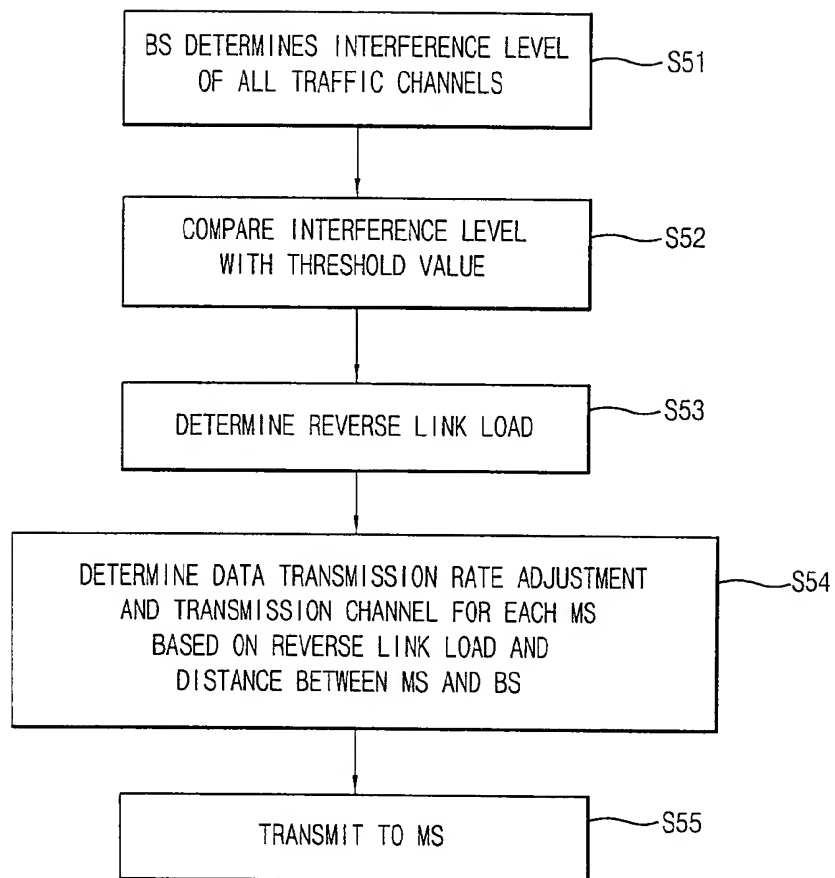 BS DETERMINES INTERFERENCE LEVEL
OF ALL TRAFFIC CHANNELS
S51
COMPARE INTERFERENCE LEVEL
WITH THRESHOLD VALUE
S52
DETERMINE REVERSE LINK LOAD
S53
DETERMINE DATA TRANSMISSION RATE ADJUSTMENT
AND TRANSMISSION CHANNEL FOR EACH MS
BASED ON REVERSE LINK LOAD AND
DISTANCE BETWEEN MS AND BS
S54
TRANSMIT TO MS
S55